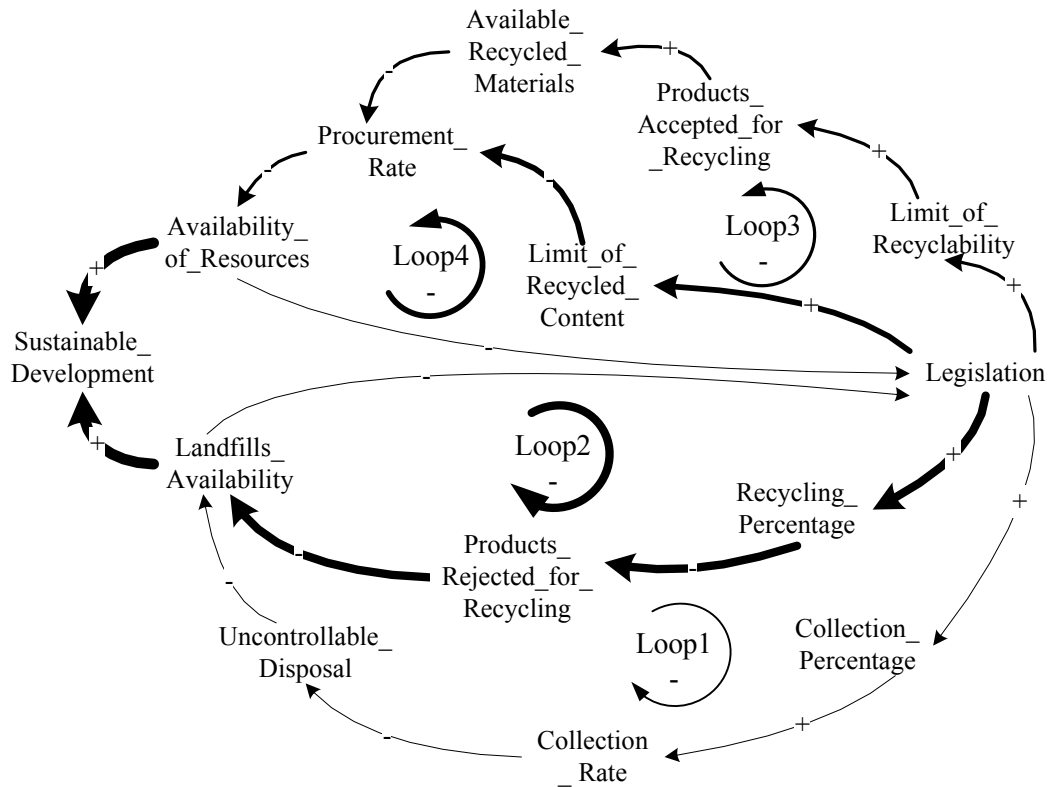 Available_
Recycled_
Materials
+
-
Products_
Accepted_for
_Recycling
Procurement_
Rate
+
-
-
Limit_of_
Recyclability
Loop3
-
Availability_
of_Resources
Loop4
-
Limit_of_
Recycled_
Content
+
+
+
Sustainable_
Development
-
-
Legislation
+
Landfills_
Availability
Loop2
-
+
Recycling_
Percentage
+
-
Products_
Rejected_for_
Recycling
-
-
Uncontrollable_
Disposal
Loop1
-
Collection_
Percentage
+
-
Collection
_ Rate